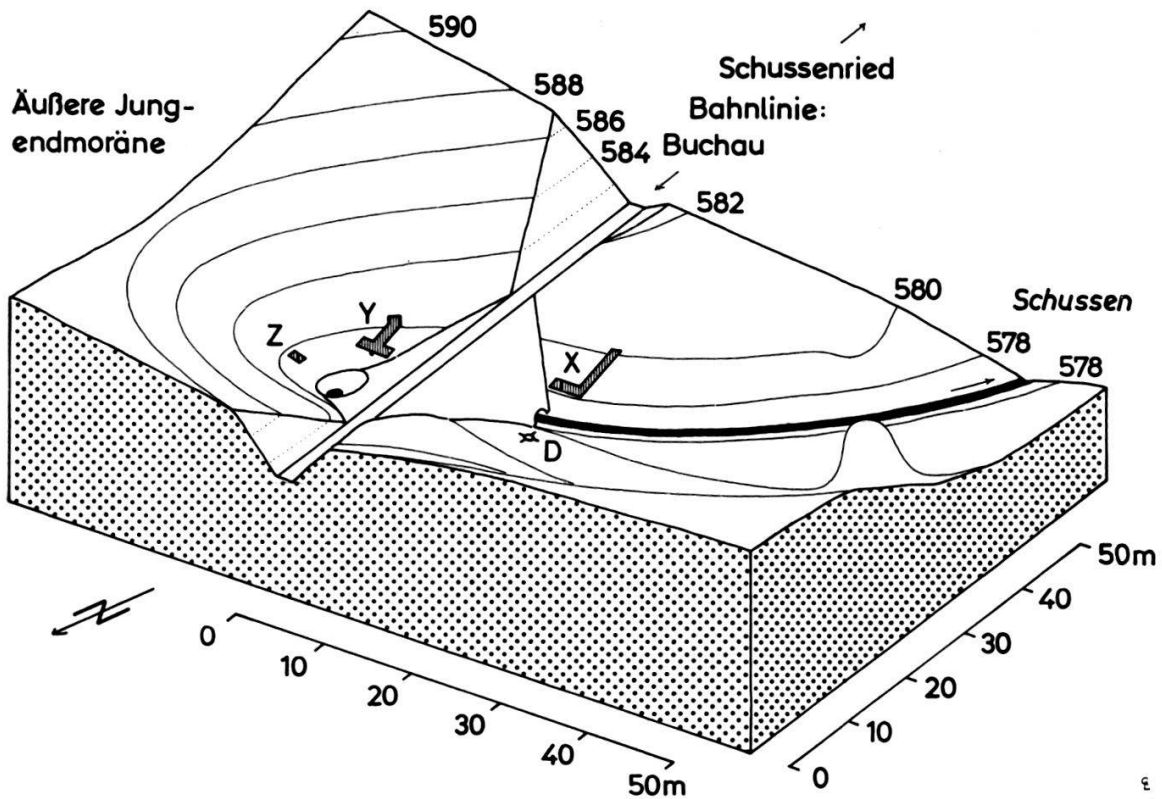 590
Schussenried
Äußere Jung-
endmoräne
588
Bahnlinie:
586
584
Buchau
582
580
Schussen
578
578
Z
Y
X
D
N
0
10
20
30
40
50m
0
10
20
30
40
50m